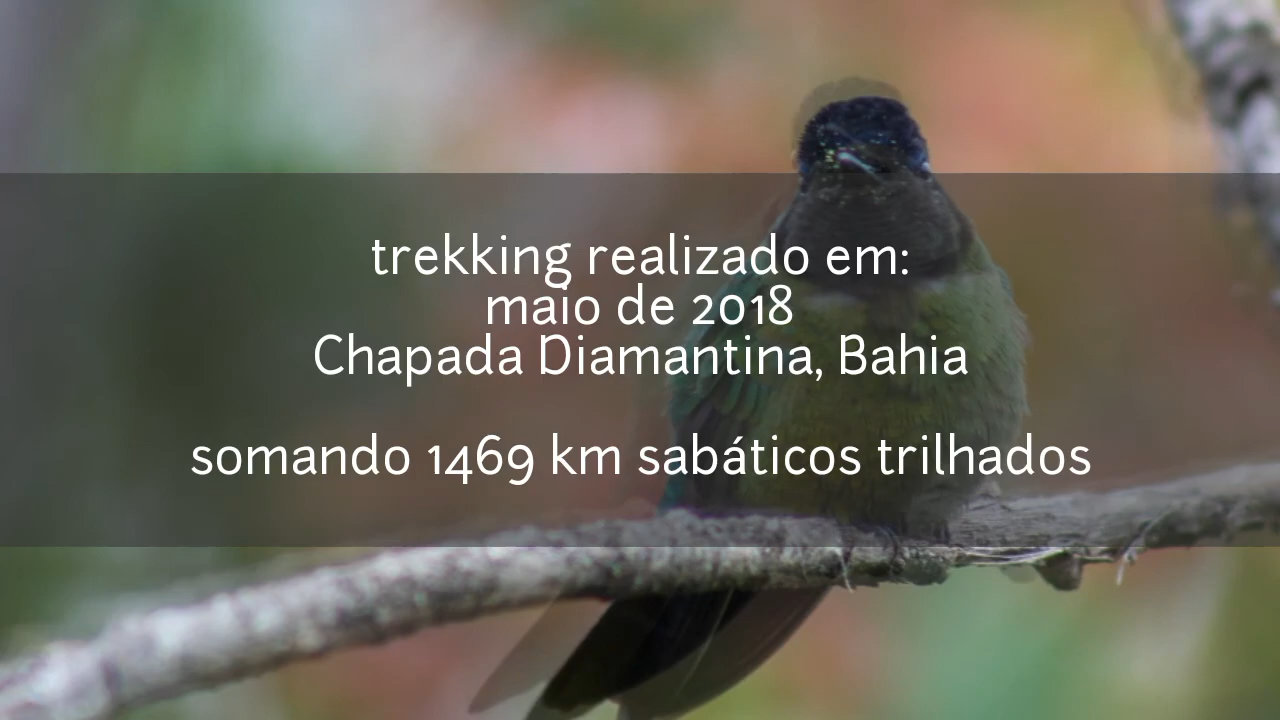 trekking realizado em:
maio de 2018
Chapada Diamantina, Bahia
somando 1469 km sabáticos trilhados